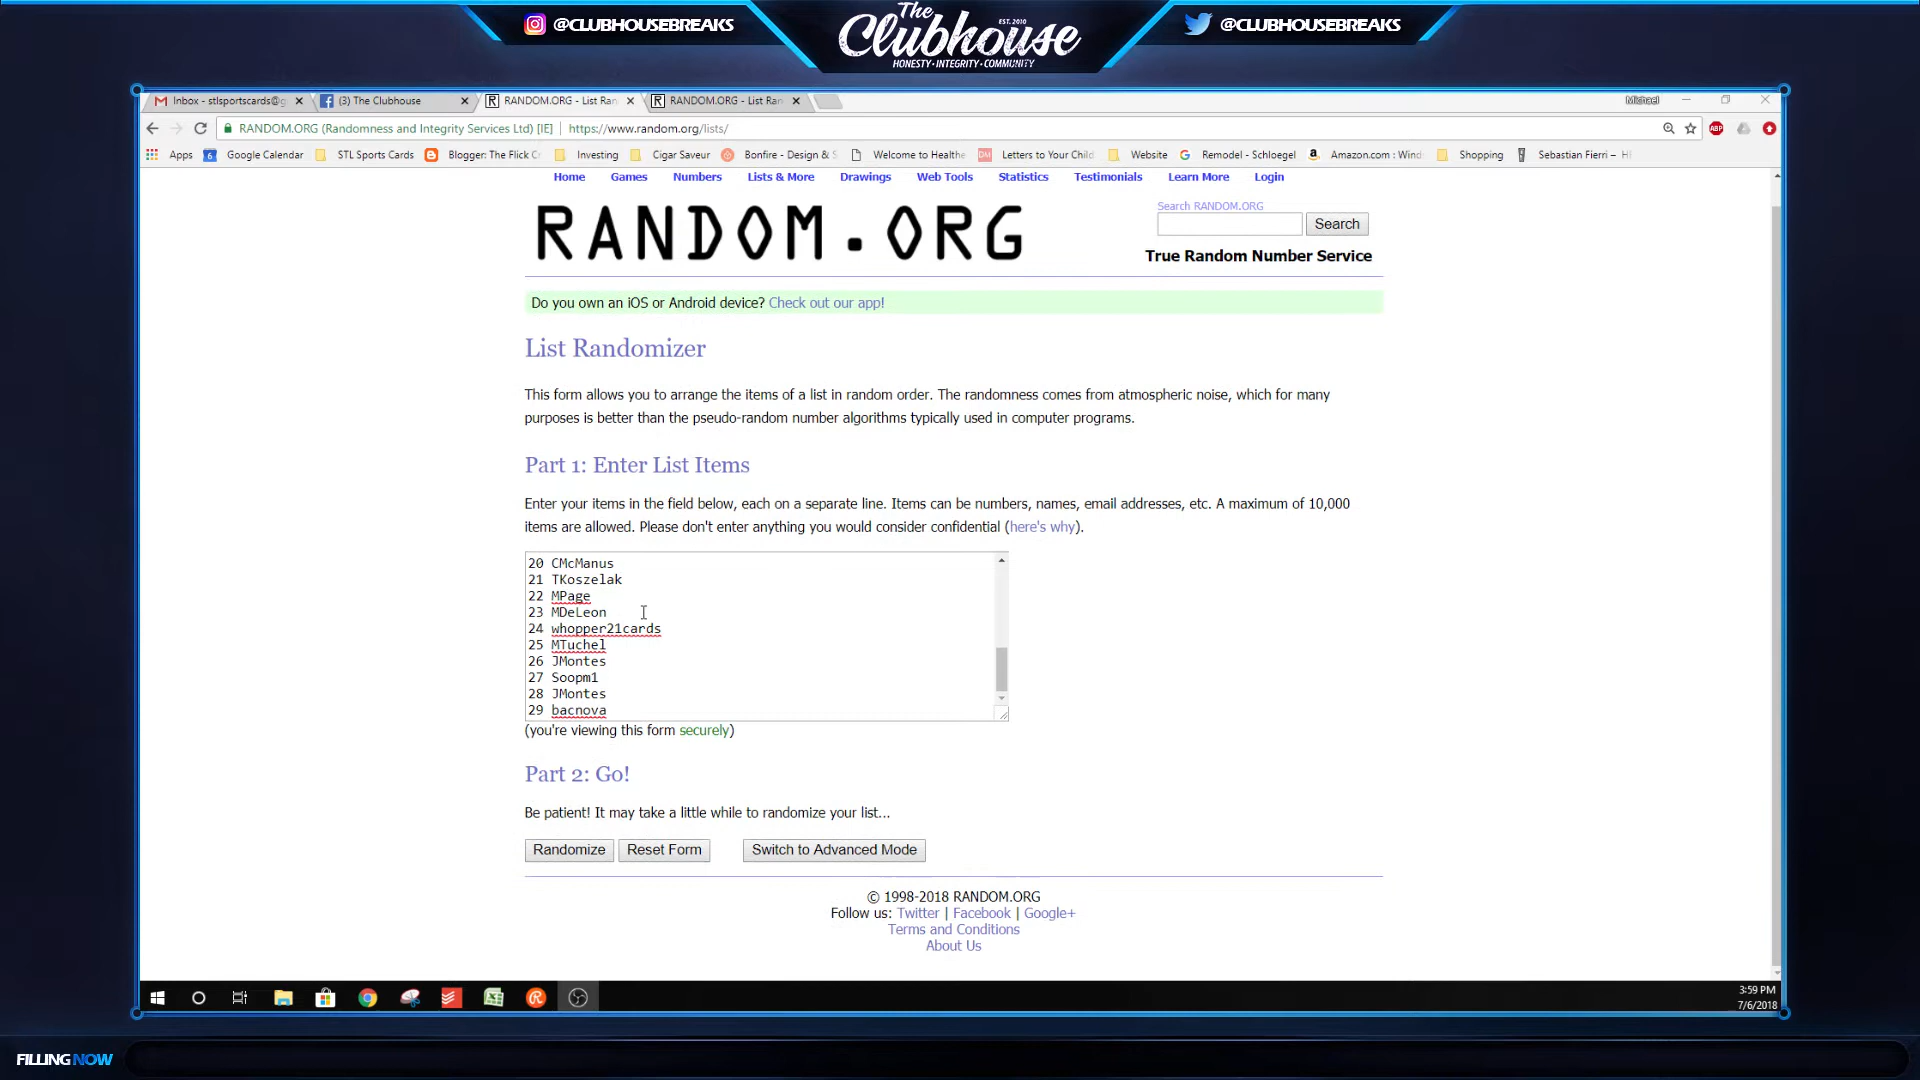 @CLUBHOUSEBREAKS
The Clubhouse
EST. 2010
HONESTY • INTEGRITY • COMMUNITY
@CLUBHOUSEBREAKS
Inbox - stlsportscards@g
(3) The Clubhouse
RANDOM.ORG - List Ran
RANDOM.ORG - List Ran
Michael
RANDOM.ORG (Randomness and Integrity Services Ltd) [IE]
https://www.random.org/lists/
ABP
Apps
6 Google Calendar
STL Sports Cards
Blogger: The Flick C
Investing
Cigar Saveur
Bonfire - Design & S
Welcome to Healthe
DM Letters to Your Child
Website
Remodel - Schloegel
Amazon.com : Wind
Shopping
Sebastian Fierri – H
Home
Games
Numbers
Lists & More
Drawings
Web Tools
Statistics
Testimonials
Learn More
Login
RANDOM.ORG
Search RANDOM.ORG
Search
True Random Number Service
Do you own an iOS or Android device? Check out our app!
List Randomizer
This form allows you to arrange the items of a list in random order. The randomness comes from atmospheric noise, which for many
purposes is better than the pseudo-random number algorithms typically used in computer programs.
Part 1: Enter List Items
Enter your items in the field below, each on a separate line. Items can be numbers, names, email addresses, etc. A maximum of 10,000
items are allowed. Please don't enter anything you would consider confidential (here's why).
20 CMcManus
21 TKoszelak
22 MPage
23 MDeLeon
24 whopper21cards
25 MTuchel
26 JMontes
27 Soopm1
28 JMontes
29 bacnova
(you're viewing this form securely)
Part 2: Go!
Be patient! It may take a little while to randomize your list...
Randomize
Reset Form
Switch to Advanced Mode
© 1998-2018 RANDOM.ORG
Follow us: Twitter | Facebook | Google+
Terms and Conditions
About Us
3:59 PM
7/6/2018
FILLING NOW